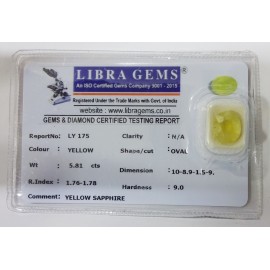 LIBRA GEMS
An ISO Certified Gems Company 9001 - 2015
Registered Under the Trade Marks with Govt. of India
website : www.libragems.co.in
GEMS & DIAMOND CERTIFIED TESTING REPORT
ReportNo: LY 175 Clarity : N/A
Colour : YELLOW Shape/cut : OVAL
Wt : 5.81 cts Dimension : 10-8.9-1.5-9.
R.Index : 1.76-1.78 Hardness : 9.0
Comment: YELLOW SAPPHIRE